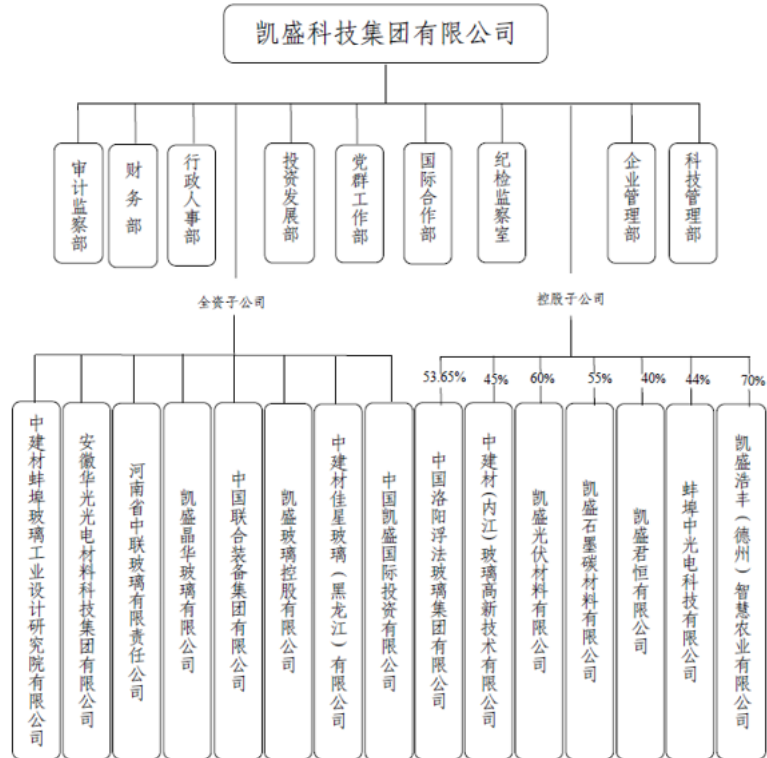 凯盛科技集团有限公司
审计监察部
财务部
行政人事部
投资发展部
党群工作部
国际合作部
纪检监察室
企业管理部
科技管理部
全资子公司
控股子公司
53.65%
45%
60%
55%
40%
44%
70%
中建材蚌埠玻璃工业设计研究院有限公司
安徽华光光电材料科技集团有限公司
河南省中联玻璃有限责任公司
凯盛晶华玻璃有限公司
中国联合装备集团有限公司
凯盛玻璃控股有限公司
中建材佳星玻璃（黑龙江）有限公司
中国凯盛国际投资有限公司
中国洛阳浮法玻璃集团有限公司
中建材(内江)玻璃高新技术有限公司
凯盛光伏材料有限公司
凯盛石墨碳材料有限公司
凯盛君恒有限公司
蚌埠中光电科技有限公司
凯盛浩丰（德州）智慧农业有限公司